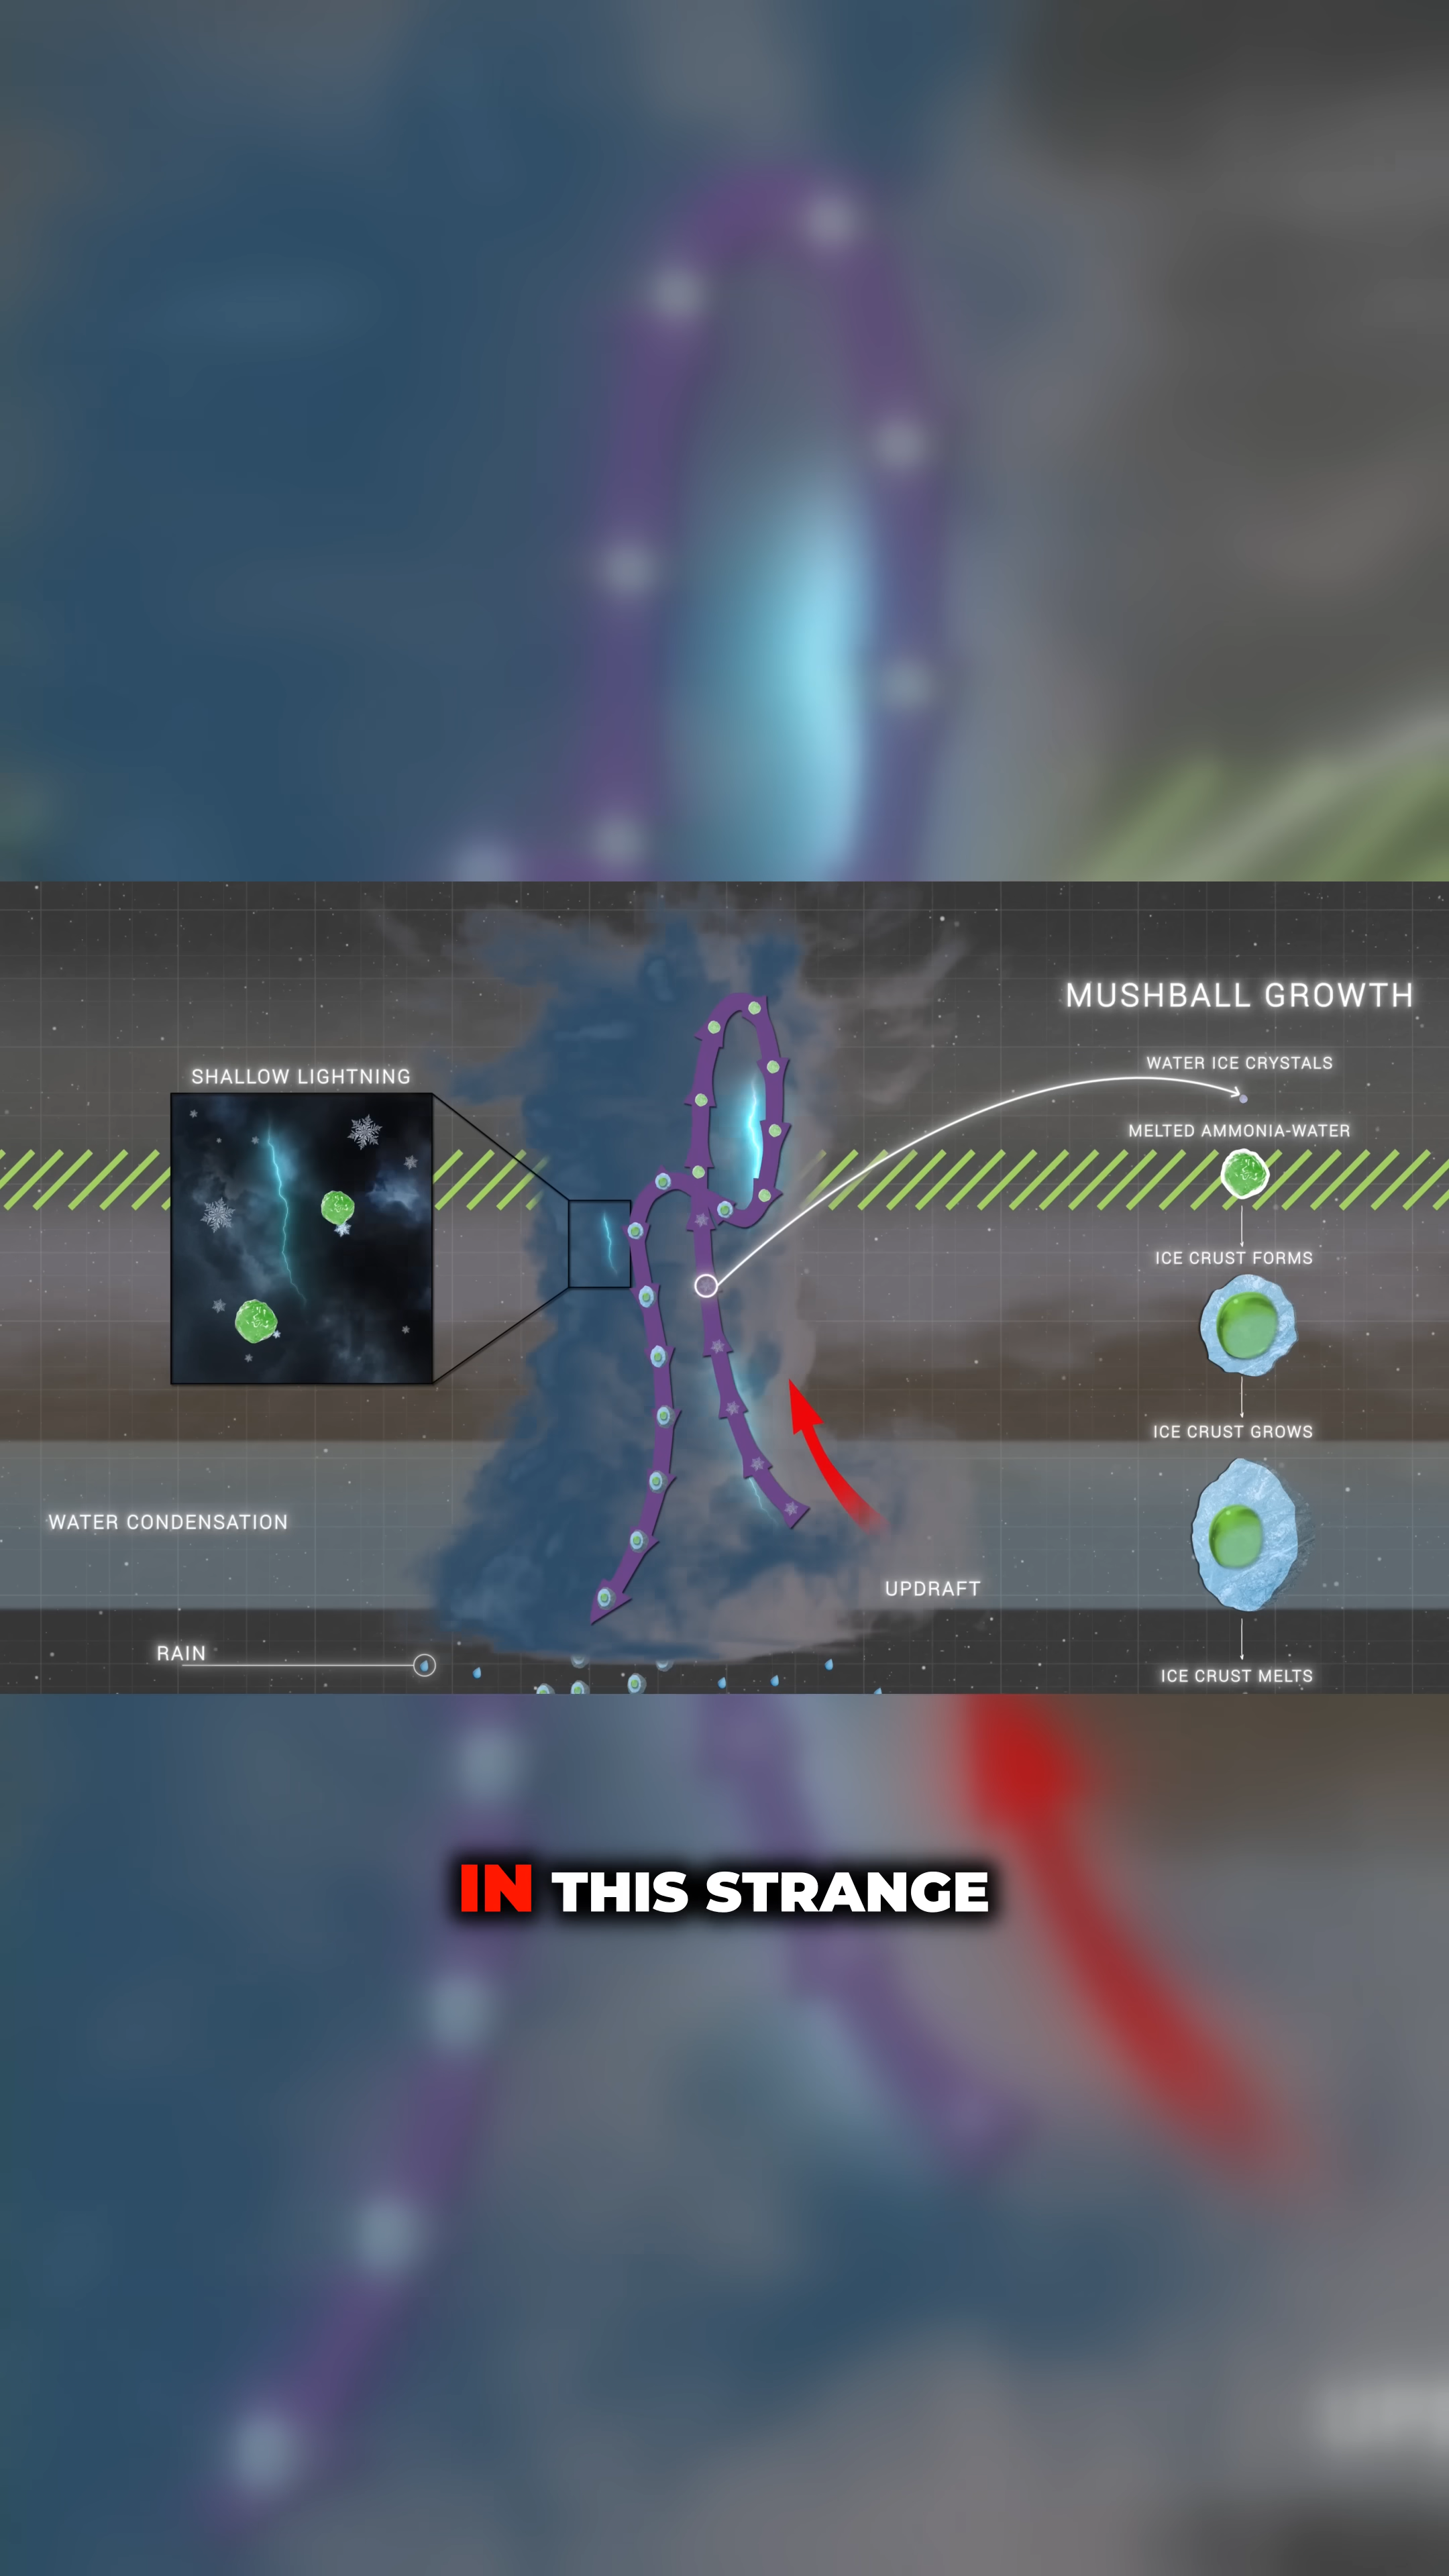 MUSHBALL GROWTH
WATER ICE CRYSTALS
SHALLOW LIGHTNING
MELTED AMMONIA-WATER
ICE CRUST FORMS
ICE CRUST GROWS
WATER CONDENSATION
UPDRAFT
RAIN
ICE CRUST MELTS
IN THIS STRANGE